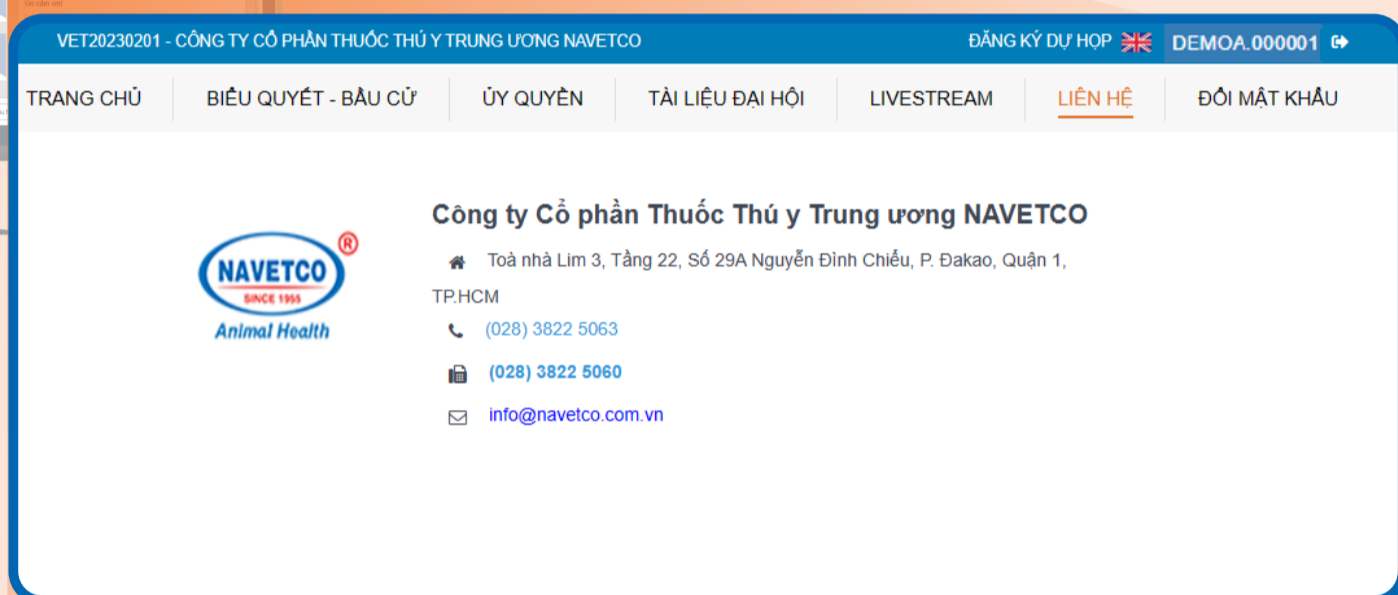 Xin cảm ơn!
VET20230201 - CÔNG TY CỔ PHẦN THUỐC THÚ Y TRUNG ƯƠNG NAVETCO
ĐĂNG KÝ DỰ HỌP
DEMOA.000001
TRANG CHỦ
BIỂU QUYẾT - BẦU CỬ
ỦY QUYỀN
TÀI LIỆU ĐẠI HỘI
LIVESTREAM
LIÊN HỆ
ĐỔI MẬT KHẨU
NAVETCO
SINCE 1955
®
Animal Health
Công ty Cổ phần Thuốc Thú y Trung ương NAVETCO
Toà nhà Lim 3, Tầng 22, Số 29A Nguyễn Đình Chiểu, P. Đakao, Quận 1,
TP.HCM
(028) 3822 5063
(028) 3822 5060
info@navetco.com.vn